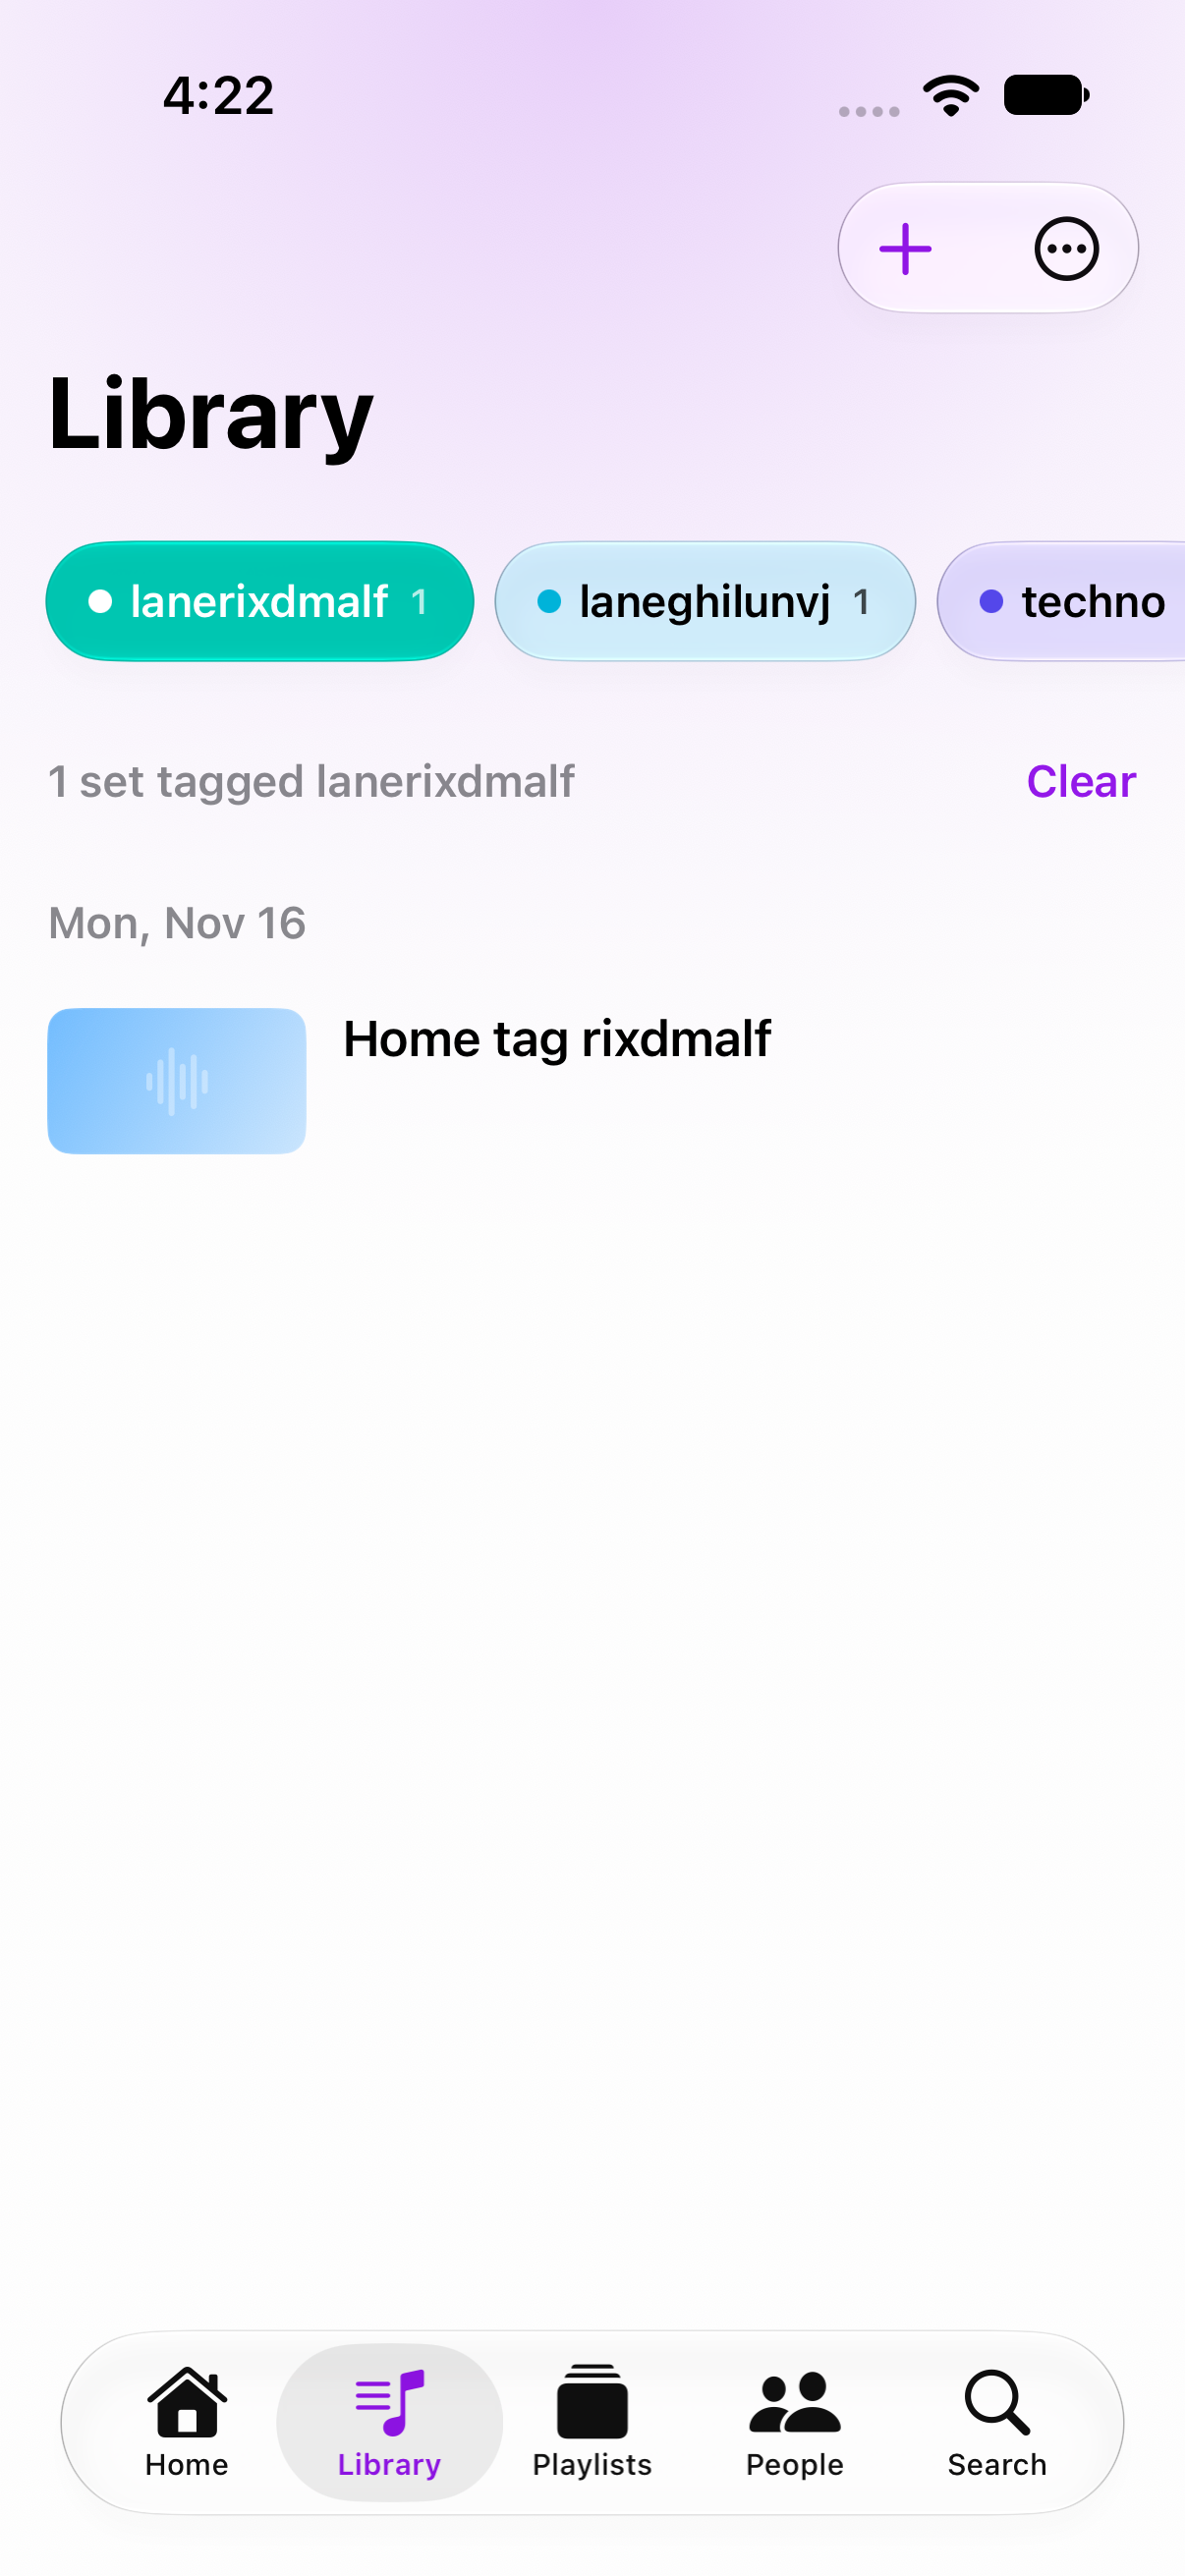 4:22
Library
lanerixdmalf 1
laneghilunvj 1
techno
1 set tagged lanerixdmalf
Clear
Mon, Nov 16
Home tag rixdmalf
Home
Library
Playlists
People
Search